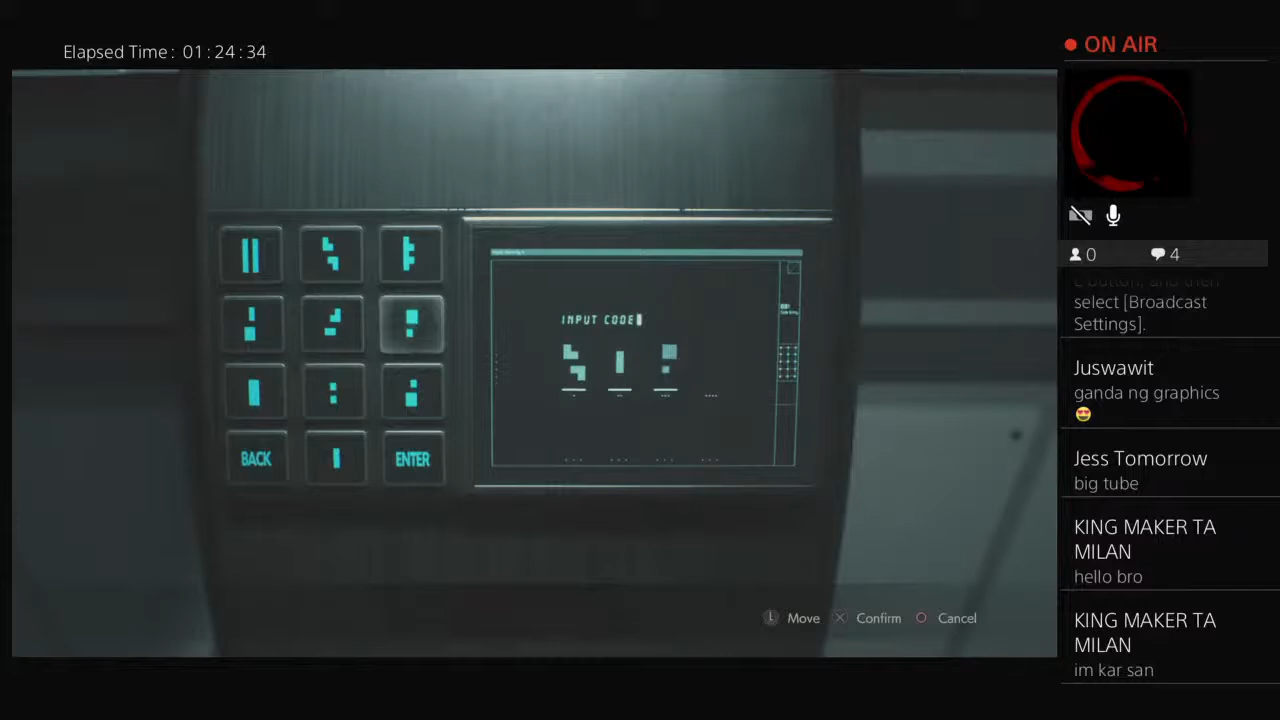 Elapsed Time: 01:24:34
ON AIR
0
4
select [Broadcast
Settings].
Juswawit
ganda ng graphics
😍
Jess Tomorrow
big tube
KING MAKER TA
MILAN
hello bro
KING MAKER TA
MILAN
im kar san
INPUT CODE
BACK
ENTER
Move
Confirm
Cancel